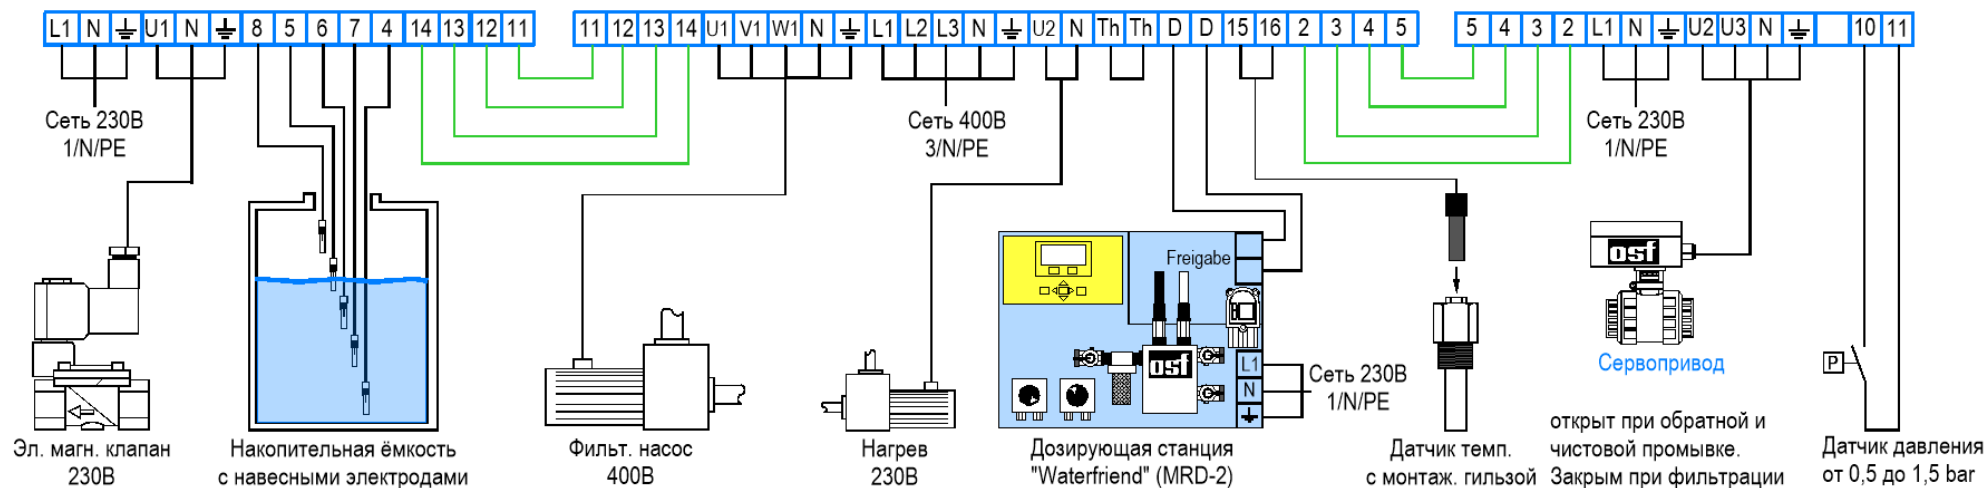 L1 N U1 N 8 5 6 7 4 14 13 12 11
11 12 13 14 U1 V1 W1 N L1 L2 L3 N U2 N Th Th D D 15 16 2 3 4 5
5 4 3 2 L1 N U2 U3 N 10 11
Сеть 230В
1/N/PE
Сеть 400В
3/N/PE
Сеть 230В
1/N/PE
Freigabe
osf
L1
N
Сеть 230В
1/N/PE
osf
Сервопривод
P
Эл. магн. клапан
230В
Накопительная ёмкость
с навесными электродами
Фильт. насос
400В
Нагрев
230В
Дозирующая станция
"Waterfriend" (MRD-2)
Датчик темп.
с монтаж. гильзой
открыт при обратной и
чистовой промывке.
Закрым при фильтрации
Датчик давления
от 0,5 до 1,5 bar